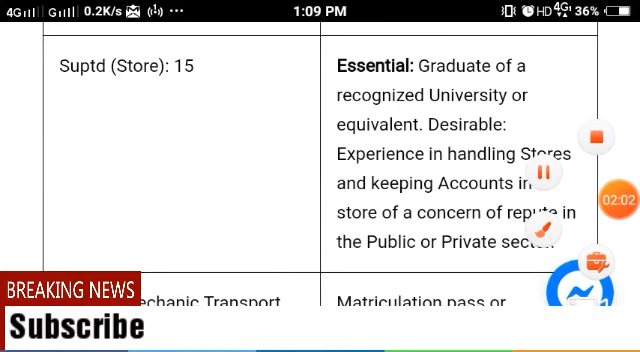 4G G 0.2K/s 1:09 PM HD 4G 36%
Suptd (Store): 15
Essential: Graduate of a
recognized University or
equivalent. Desirable:
Experience in handling Stores
and keeping Accounts in
store of a concern of repute in
the Public or Private sector.
02:02
echanic Transport
Matriculation pass or
1
BREAKING NEWS
Subscribe